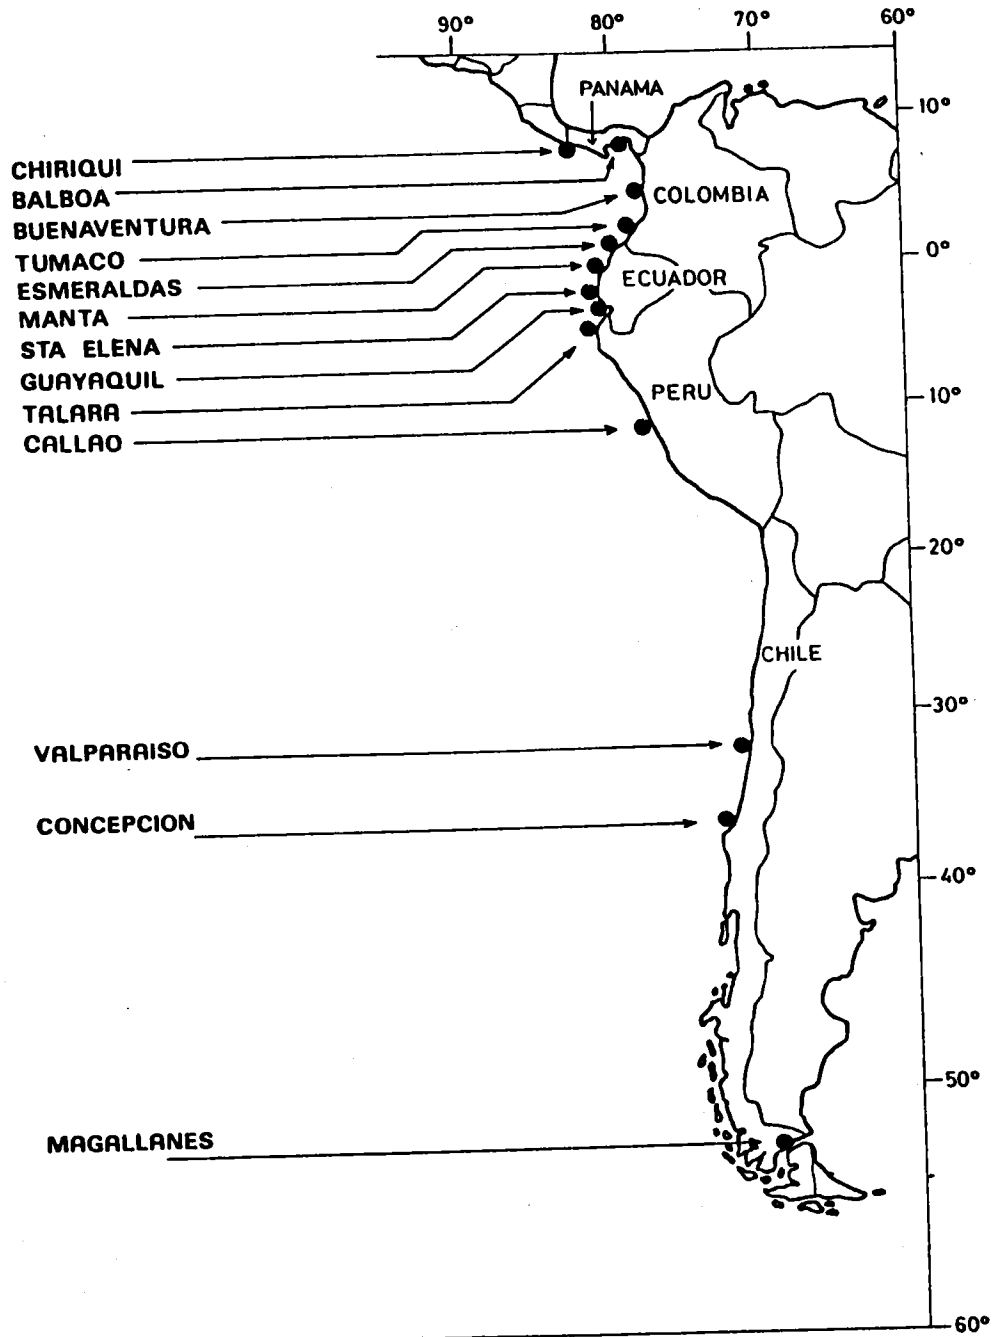 90° 80° 70° 60°
PANAMA
10°
CHIRIQUI
BALBOA
COLOMBIA
BUENAVENTURA
TUMACO
0°
ESMERALDAS
ECUADOR
MANTA
STA ELENA
GUAYAQUIL
PERU
10°
TALARA
CALLAO
20°
CHILE
30°
VALPARAISO
CONCEPCION
40°
50°
MAGALLANES
60°